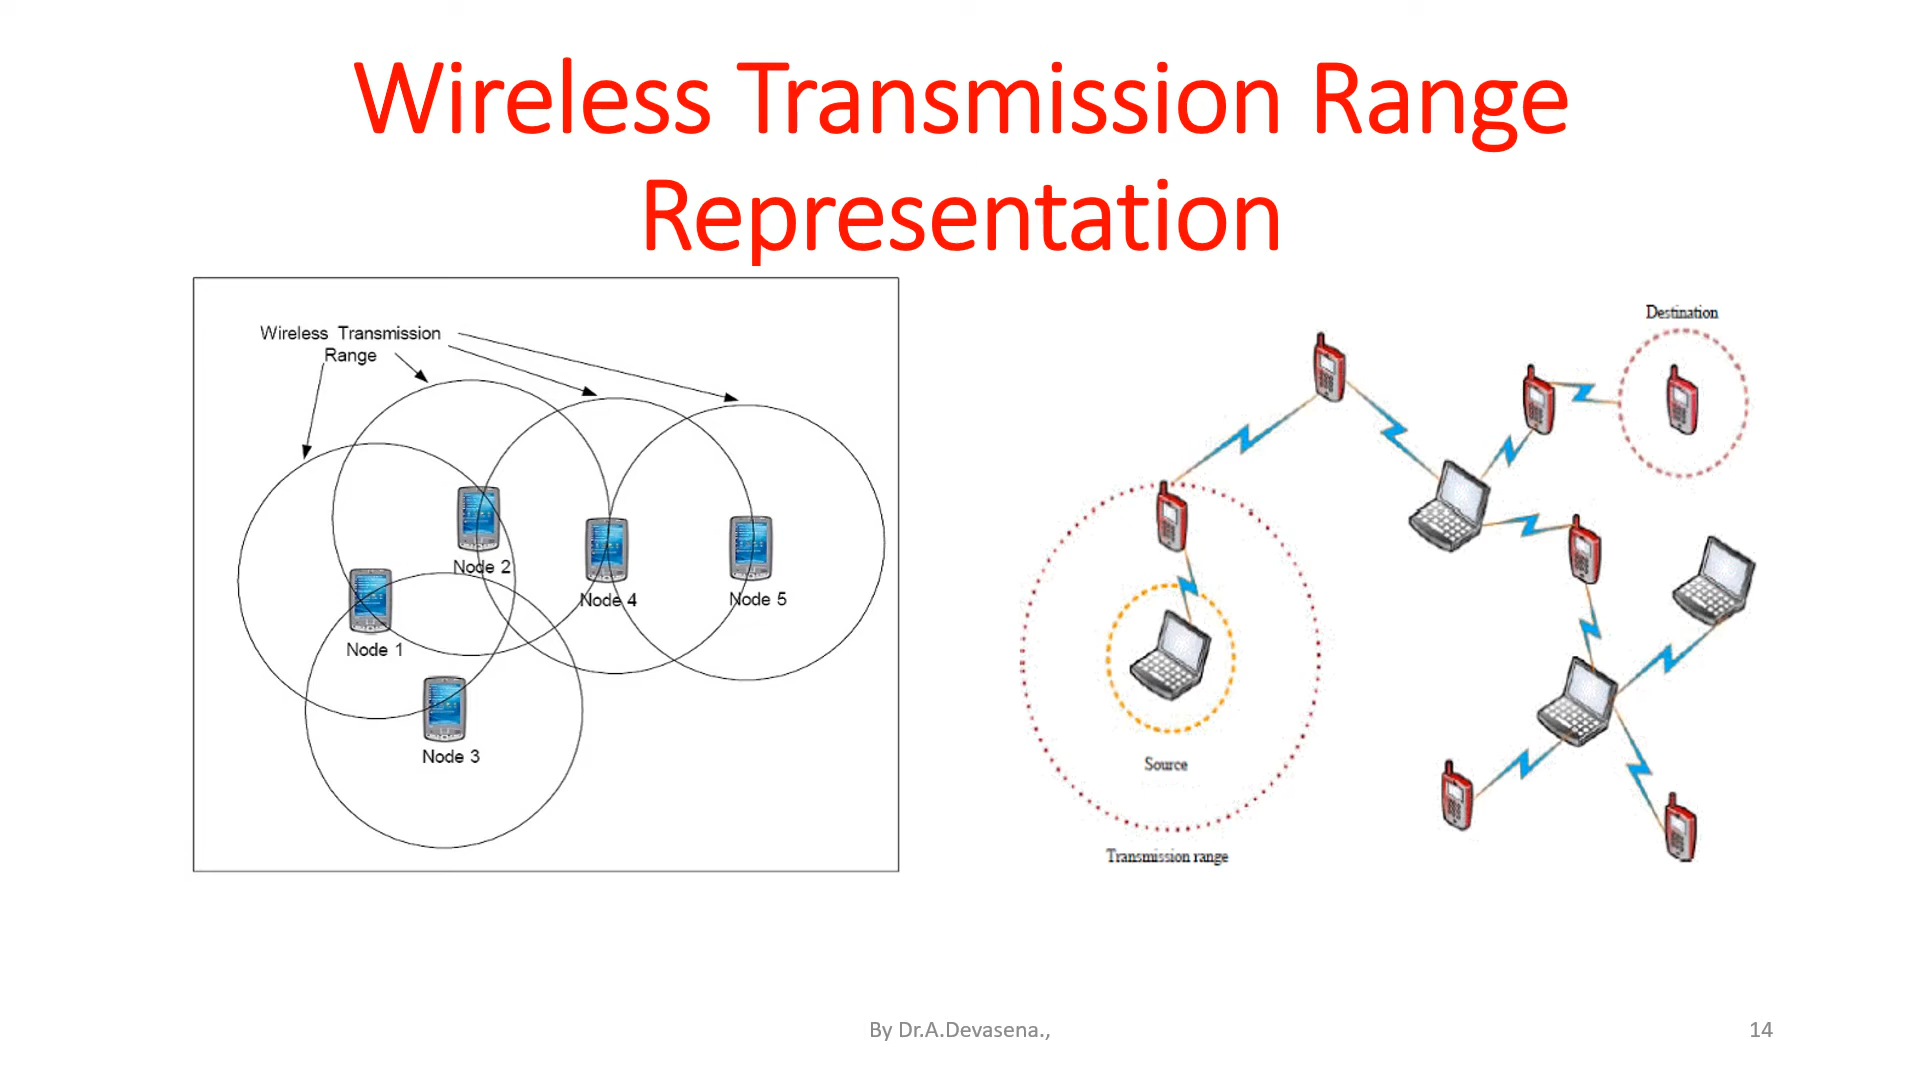 Wireless Transmission Range
Representation
Wireless Transmission
Range
Node 2
Node 4
Node 5
Node 1
Node 3
Destination
Source
Transmission range
By Dr.A.Devasena.,
14